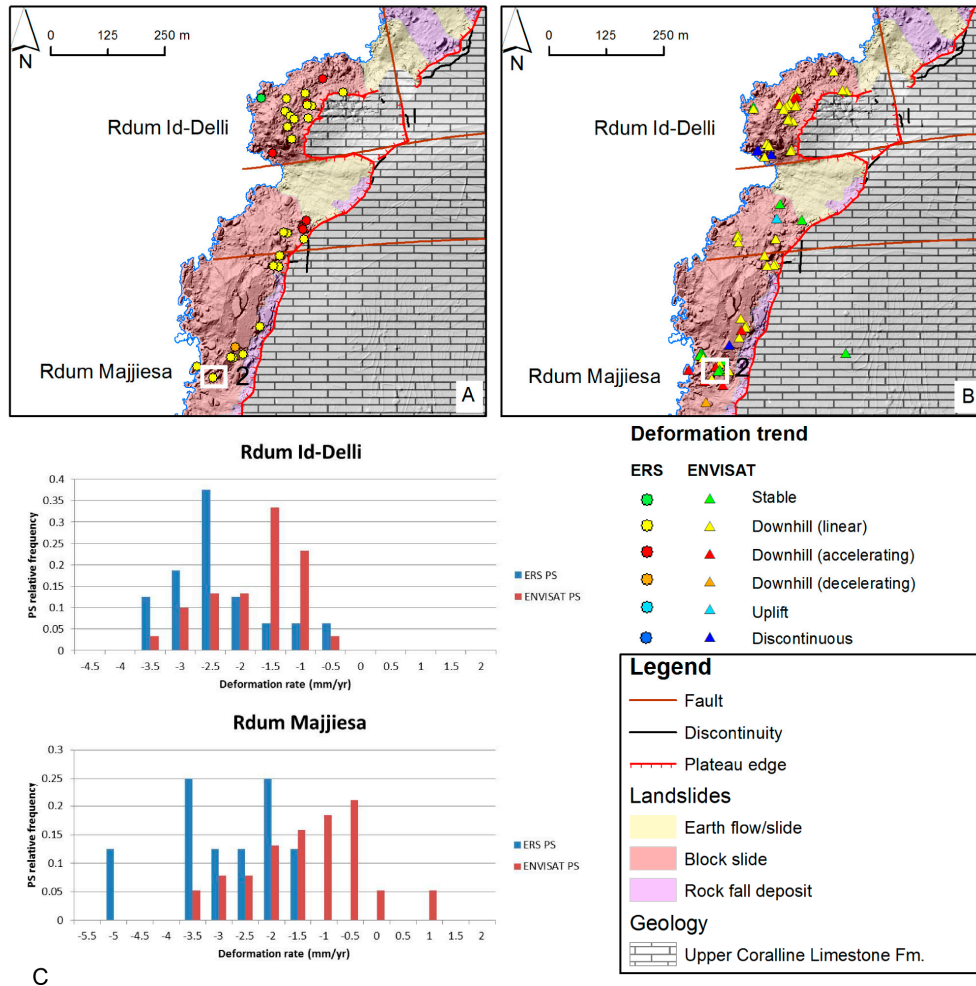 N
0 125 250 m
Rdum Id-Delli
Rdum Majjiesa
2
A
N
0 125 250 m
Rdum Id-Delli
Rdum Majjiesa
2
B
Rdum Id-Delli
PS relative frequency
0.4
0.35
0.3
0.25
0.2
0.15
0.1
0.05
0
-4.5 -4 -3.5 -3 -2.5 -2 -1.5 -1 -0.5 0 0.5 1 1.5 2
Deformation rate (mm/yr)
ERS PS
ENVISAT PS
Rdum Majjiesa
PS relative frequency
0.3
0.25
0.2
0.15
0.1
0.05
0
-5.5 -5 -4 -3.5 -3 -2.5 -2 -1.5 -1 -0.5 0 1 2
Deformation rate (mm/yr)
ERS PS
ENVISAT PS
C
Deformation trend
ERS ENVISAT
Stable
Downhill (linear)
Downhill (accelerating)
Downhill (decelerating)
Uplift
Discontinuous
Legend
Fault
Discontinuity
Plateau edge
Landslides
Earth flow/slide
Block slide
Rock fall deposit
Geology
Upper Coralline Limestone Fm.